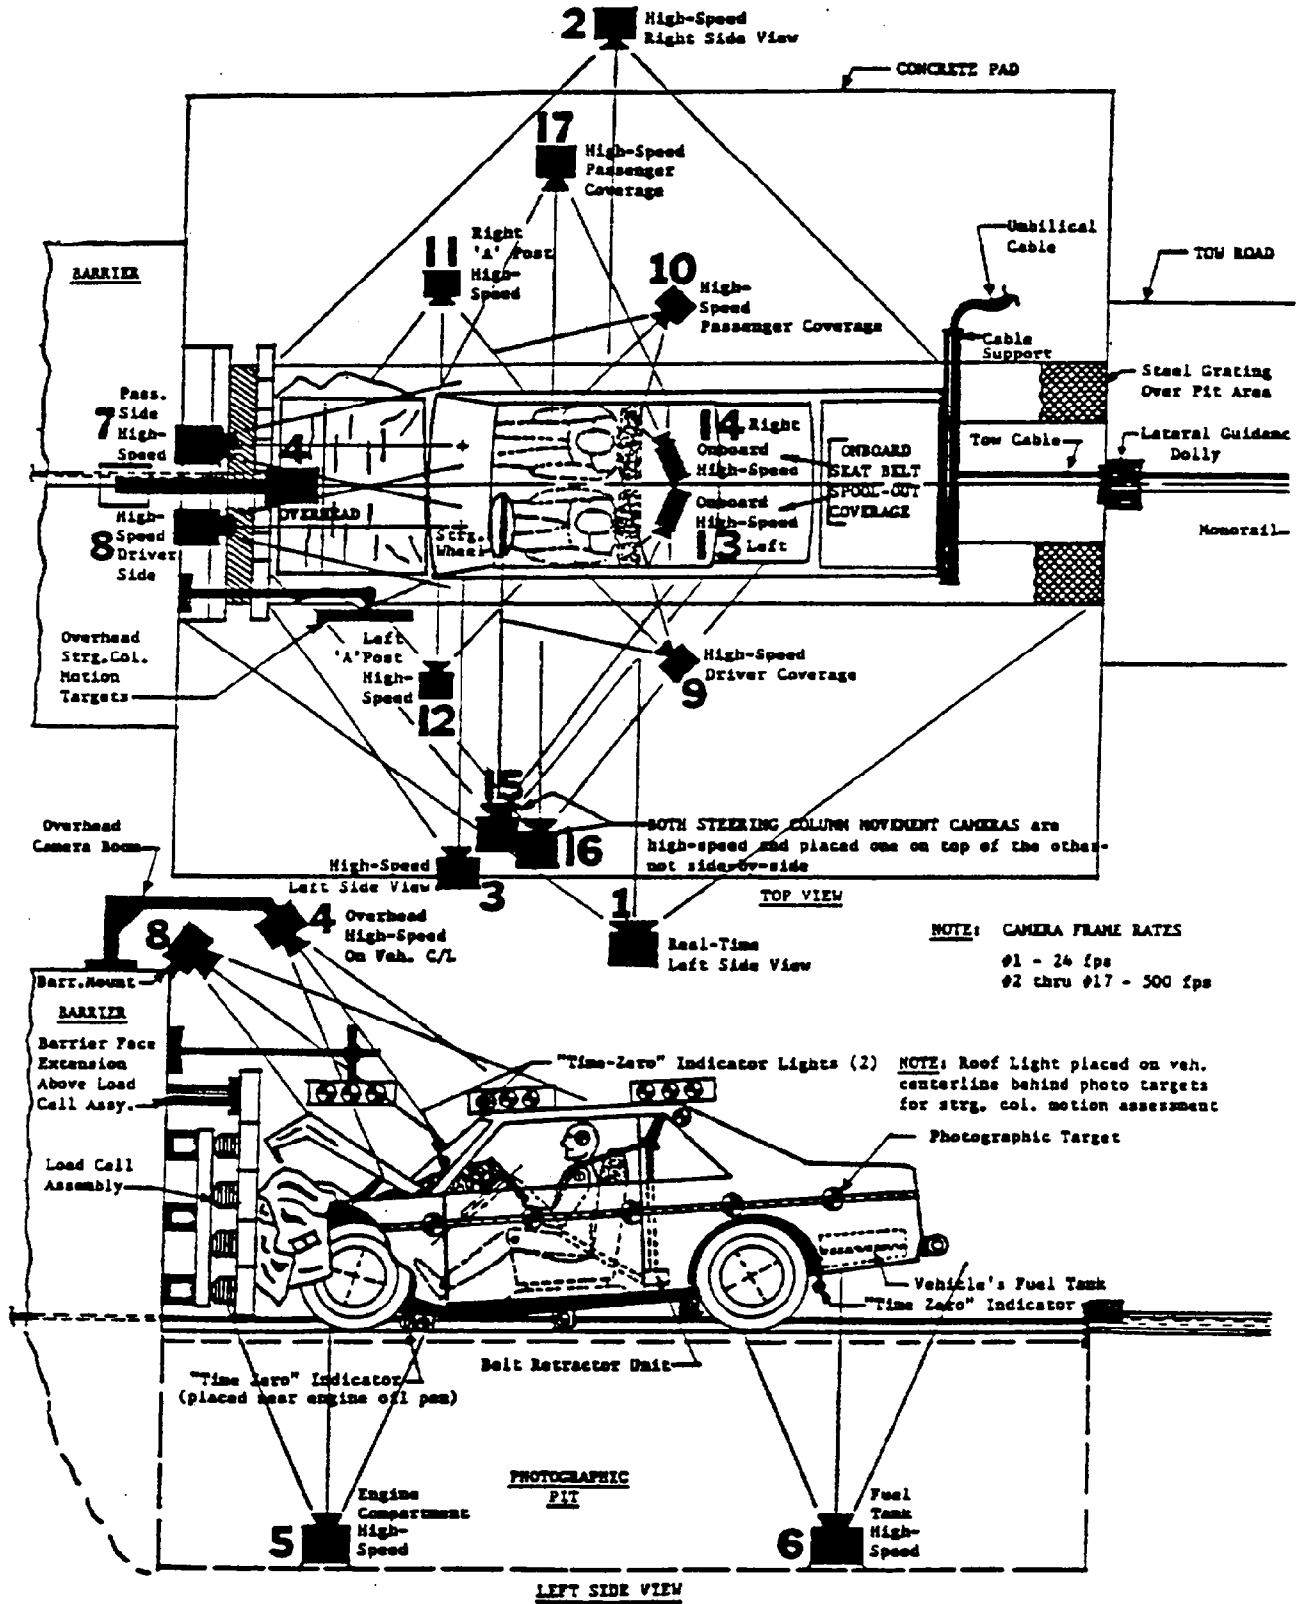 2
High-Speed
Right Side View
CONCRETE PAD
17
High-Speed
Passenger
Coverage
11
Right
'A' Post
High-
Speed
10
High-
Speed
Passenger Coverage
Umbilical
Cable
TOW ROAD
BARRIER
Cable
Support
Steel Grating
Over Pit Area
Pass.
Side
High-
Speed
7
4
OVERHEAD
14 Right
Onboard
High-Speed
ONBOARD
SEAT BELT
SPOOL-OUT
COVERAGE
Tow Cable
Lateral Guidanc
Dolly
High-
Speed
Driver
Side
8
Strg.
Wheel
Onboard
High-Speed
13 Left
Monorail
Overhead
Strg.Col.
Motion
Targets
Left
'A'Post
High-
Speed
12
High-Speed
Driver Coverage
9
15
16
BOTH STEERING COLUMN MOVEMENT CAMERAS are
high-speed and placed one on top of the other-
not side-by-side
Overhead
Camera Boom
High-Speed
Left Side View
3
TOP VIEW
1
Real-Time
Left Side View
NOTE: CAMERA FRAME RATES
#1 - 24 fps
#2 thru #17 - 500 fps
8
4
Overhead
High-Speed
On Veh. C/L
Barr.Mount
BARRIER
Barrier Face
Extension
Above Load
Cell Assy.
"Time-Zero" Indicator Lights (2)
NOTE: Roof Light placed on veh.
centerline behind photo targets
for strg. col. motion assessment
Photographic Target
Load Cell
Assembly
Vehicle's Fuel Tank
"Time Zero" Indicator
Belt Retractor Unit
"Time Zero" Indicator
(placed near engine oil pan)
PHOTOGRAPHIC
PIT
5
Engine
Compartment
High-
Speed
6
Fuel
Tank
High-
Speed
LEFT SIDE VIEW